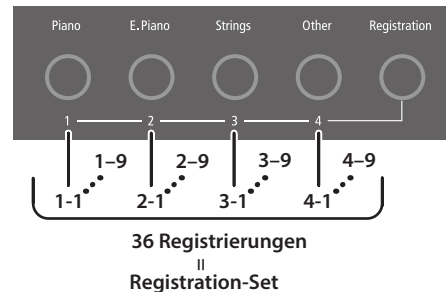 Piano E.Piano Strings Other Registration
1 2 3 4
1–9 2–9 3–9 4–9
1-1 2-1 3-1 4-1
36 Registrierungen
=
Registration-Set